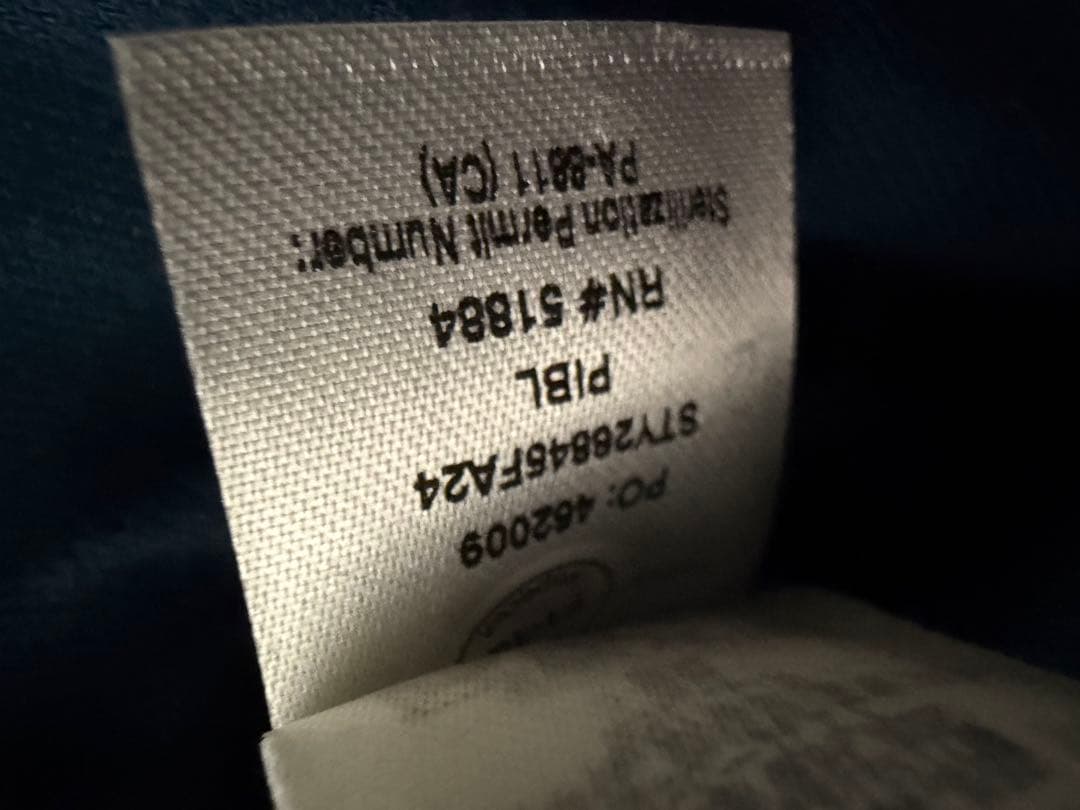 PO: 462009
STY28845FA24
PIBL
RN# 51884
Sterilization Permit Number:
PA-8811 (CA)